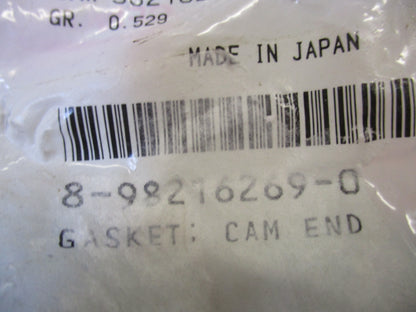 GR. 0.529
MADE IN JAPAN
8-98216269-0
GASKET; CAM END